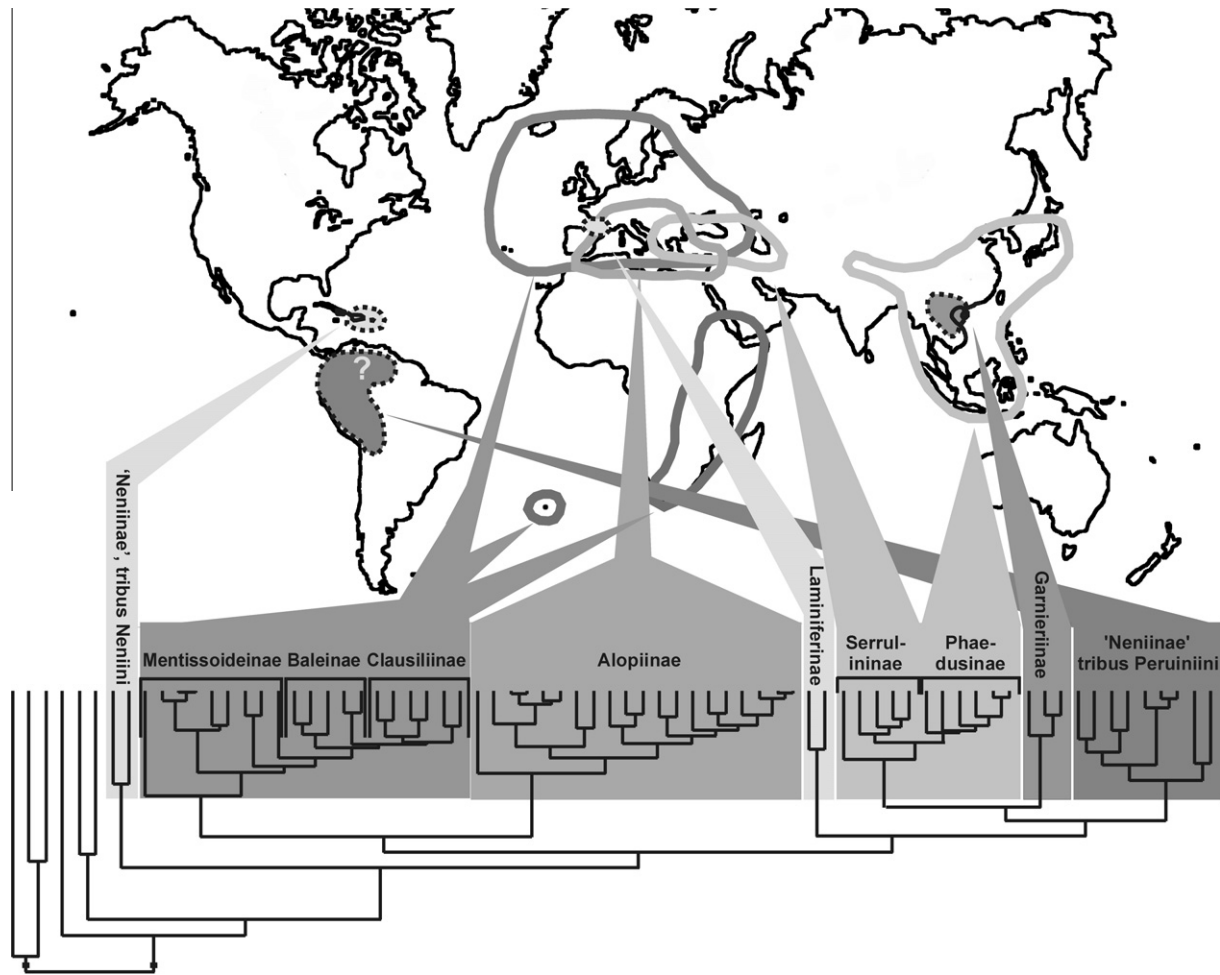 ?
‘Neniinae’, tribus Neniini
Mentissoideinae
Baleinae
Clausiliinae
Alopiinae
Laminiferinae
Serrul-
ininae
Phae-
dusinae
Garnieriinae
'Neniinae'
tribus Peruiniini